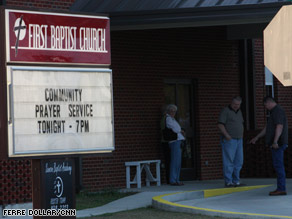 FIRST BAPTIST CHURCH
COMMUNITY
PRAYER SERVICE
TONIGHT - 7PM
FERRE DOLLAR/CNN